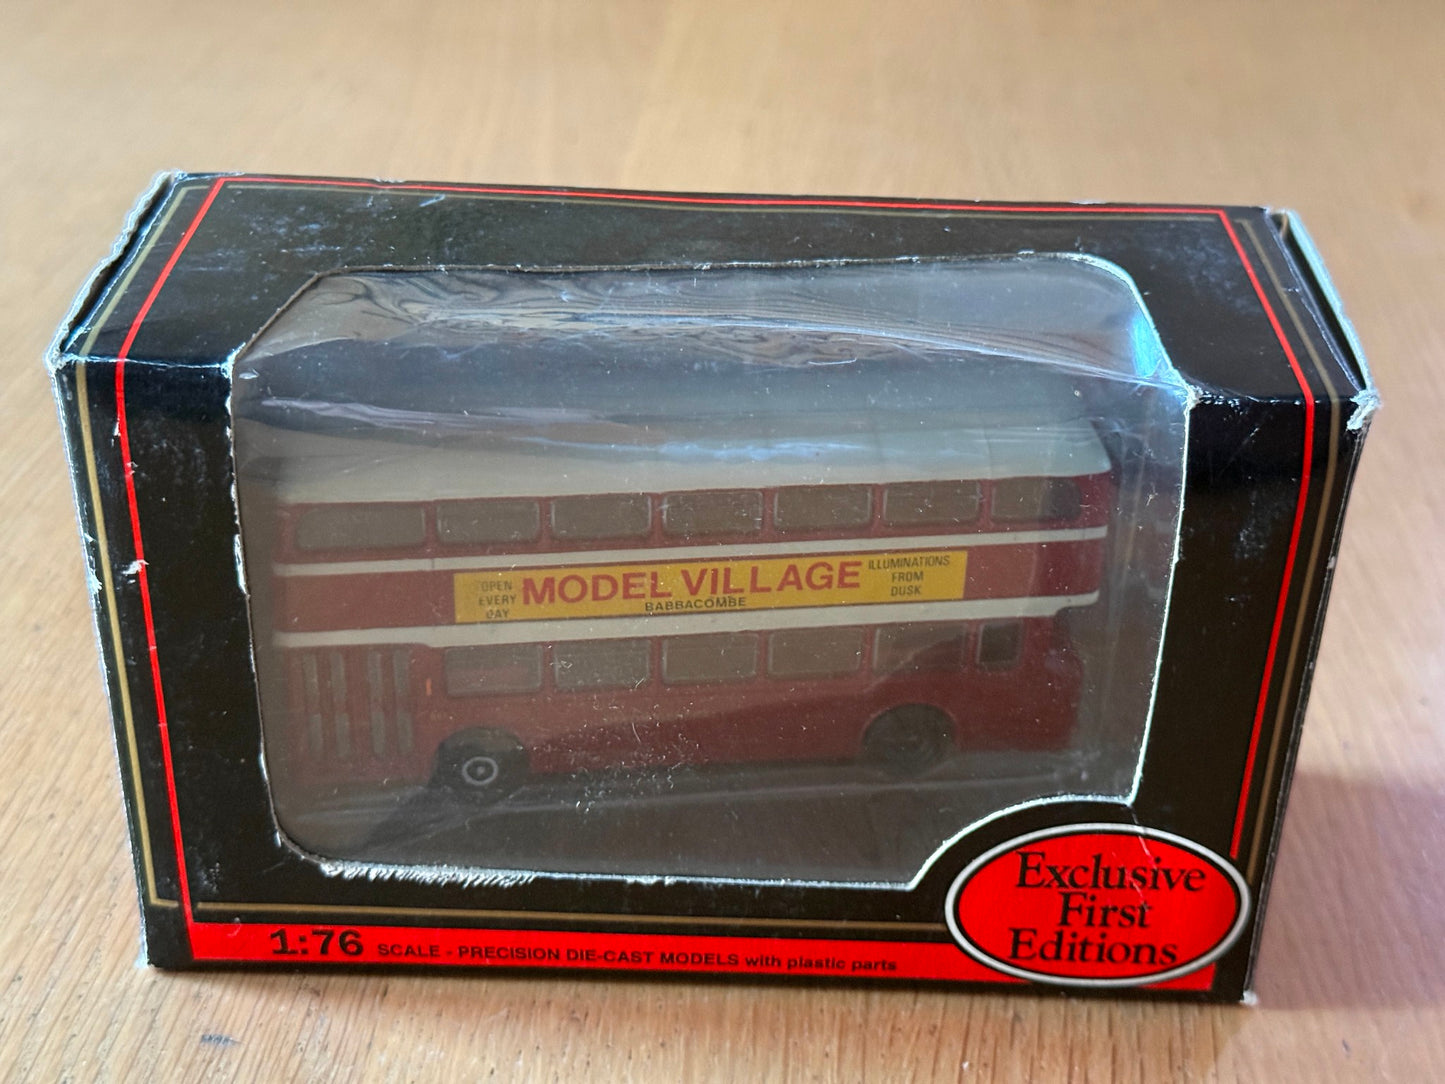 OPEN
EVERY
DAY
MODEL VILLAGE
BABBACOMBE
ILLUMINATIONS
FROM
DUSK
1:76 SCALE - PRECISION DIE-CAST MODELS with plastic parts
Exclusive
First
Editions